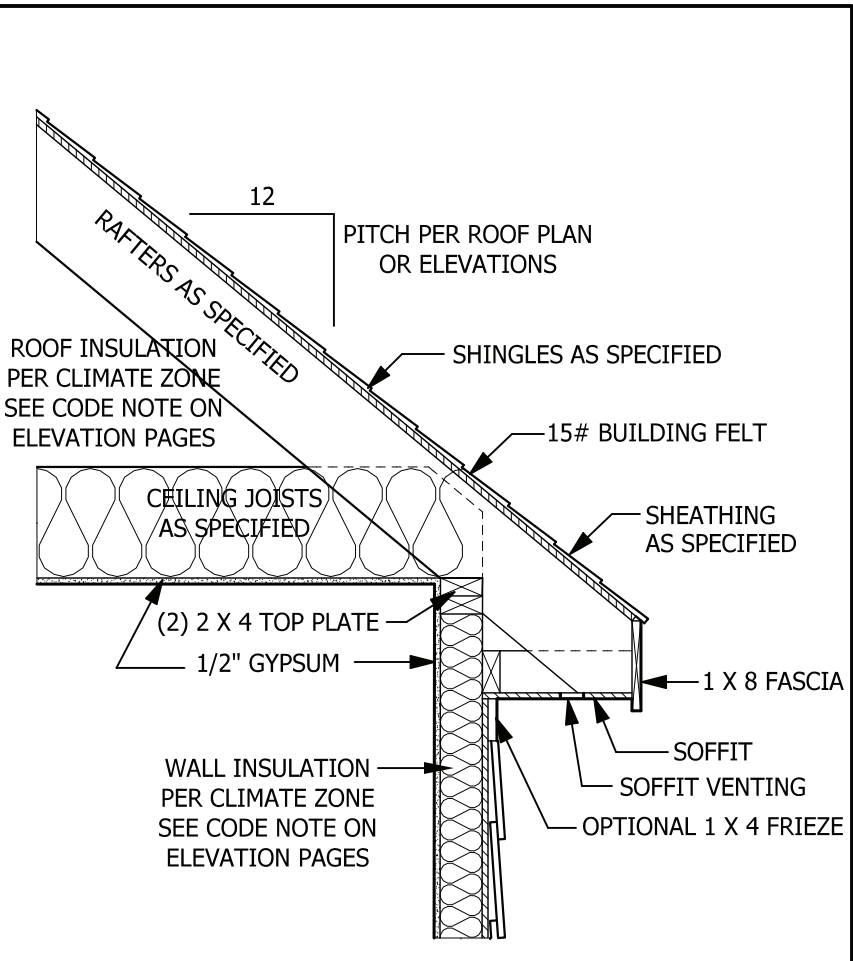 12
PITCH PER ROOF PLAN
OR ELEVATIONS
RAFTERS AS SPECIFIED
ROOF INSULATION
PER CLIMATE ZONE
SEE CODE NOTE ON
ELEVATION PAGES
SHINGLES AS SPECIFIED
15# BUILDING FELT
CEILING JOISTS
AS SPECIFIED
SHEATHING
AS SPECIFIED
(2) 2 X 4 TOP PLATE
1/2" GYPSUM
1 X 8 FASCIA
SOFFIT
SOFFIT VENTING
OPTIONAL 1 X 4 FRIEZE
WALL INSULATION
PER CLIMATE ZONE
SEE CODE NOTE ON
ELEVATION PAGES